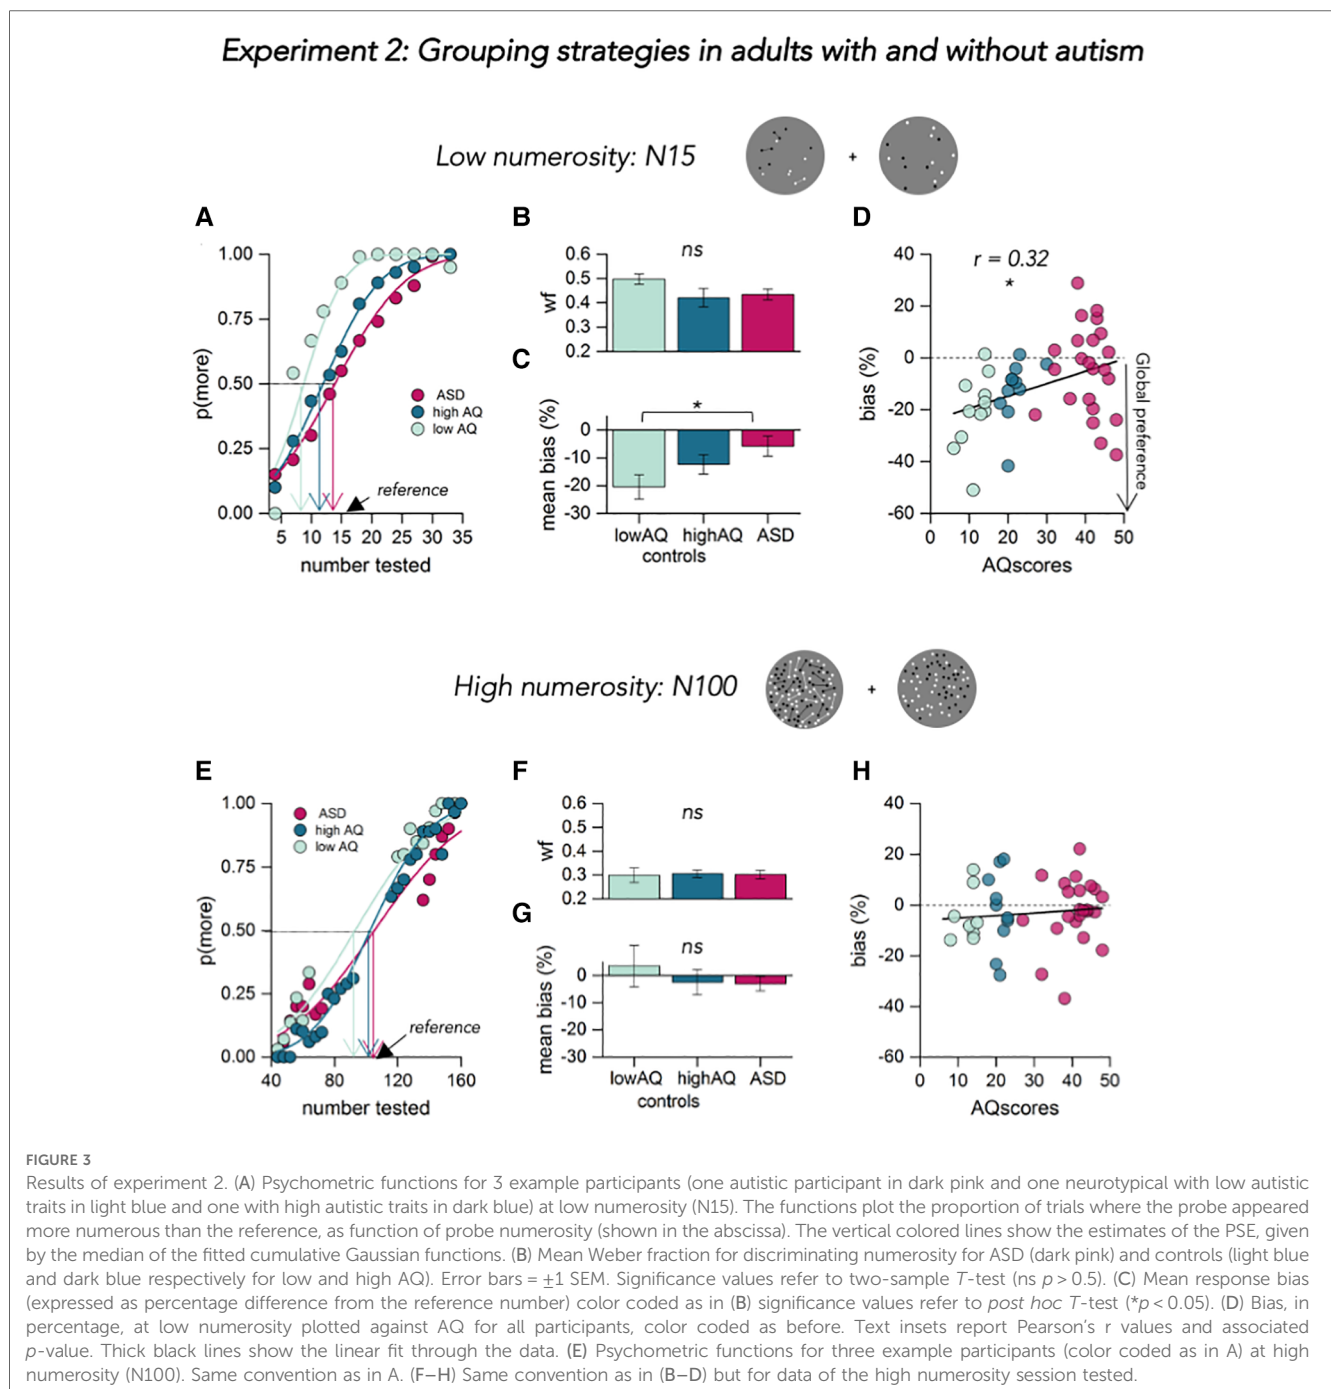 Experiment 2: Grouping strategies in adults with and without autism
Low numerosity: N15
+
A
B
D
1.00
0.75
0.50
0.25
0.00
p(more)
ASD
high AQ
low AQ
reference
5 10 15 20 25 30 35
number tested
0.6
0.5
0.4
0.3
0.2
wf
ns
C
0
-10
-20
-30
mean bias (%)
*
lowAQ highAQ ASD
controls
40
20
0
-20
-40
-60
bias (%)
r = 0.32
*
Global preference
0 10 20 30 40 50
AQscores
High numerosity: N100
+
E
F
H
1.00
0.75
0.50
0.25
0.00
p(more)
ASD
high AQ
low AQ
reference
40 80 120 160
number tested
0.6
0.5
0.4
0.3
0.2
wf
ns
G
ns
0
-10
-20
-30
mean bias (%)
lowAQ highAQ ASD
controls
40
20
0
-20
-40
-60
bias (%)
0 10 20 30 40 50
AQscores
FIGURE 3
Results of experiment 2. (A) Psychometric functions for 3 example participants (one autistic participant in dark pink and one neurotypical with low autistic
traits in light blue and one with high autistic traits in dark blue) at low numerosity (N15). The functions plot the proportion of trials where the probe appeared
more numerous than the reference, as function of probe numerosity (shown in the abscissa). The vertical colored lines show the estimates of the PSE, given
by the median of the fitted cumulative Gaussian functions. (B) Mean Weber fraction for discriminating numerosity for ASD (dark pink) and controls (light blue
and dark blue respectively for low and high AQ). Error bars = ±1 SEM. Significance values refer to two-sample T-test (ns p > 0.5). (C) Mean response bias
(expressed as percentage difference from the reference number) color coded as in (B) significance values refer to post hoc T-test (*p < 0.05). (D) Bias, in
percentage, at low numerosity plotted against AQ for all participants, color coded as before. Text insets report Pearson's r values and associated
p-value. Thick black lines show the linear fit through the data. (E) Psychometric functions for three example participants (color coded as in A) at high
numerosity (N100). Same convention as in A. (F–H) Same convention as in (B–D) but for data of the high numerosity session tested.